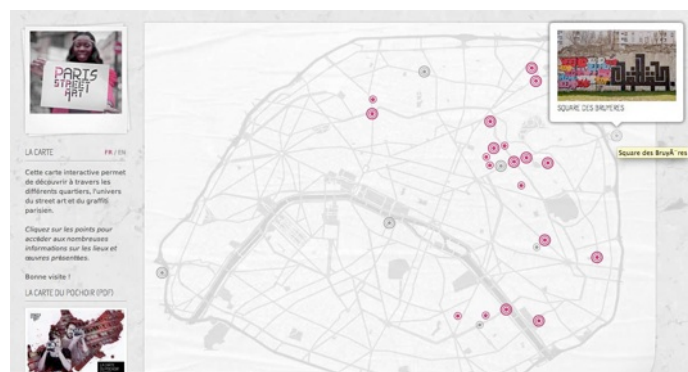 PARIS
STREET
ART
LA CARTE
FR / EN
Cette carte interactive permet
de découvrir à travers les
différents quartiers, l'univers
du street art et du graffiti
parisien.
Cliquez sur les points pour
accéder aux nombreuses
informations sur les lieux et
œuvres présentées.
Bonne visite !
LA CARTE DU POCHOIR (PDF)
SQUARE DES BRUYERES
Square des BruyÃ¨res